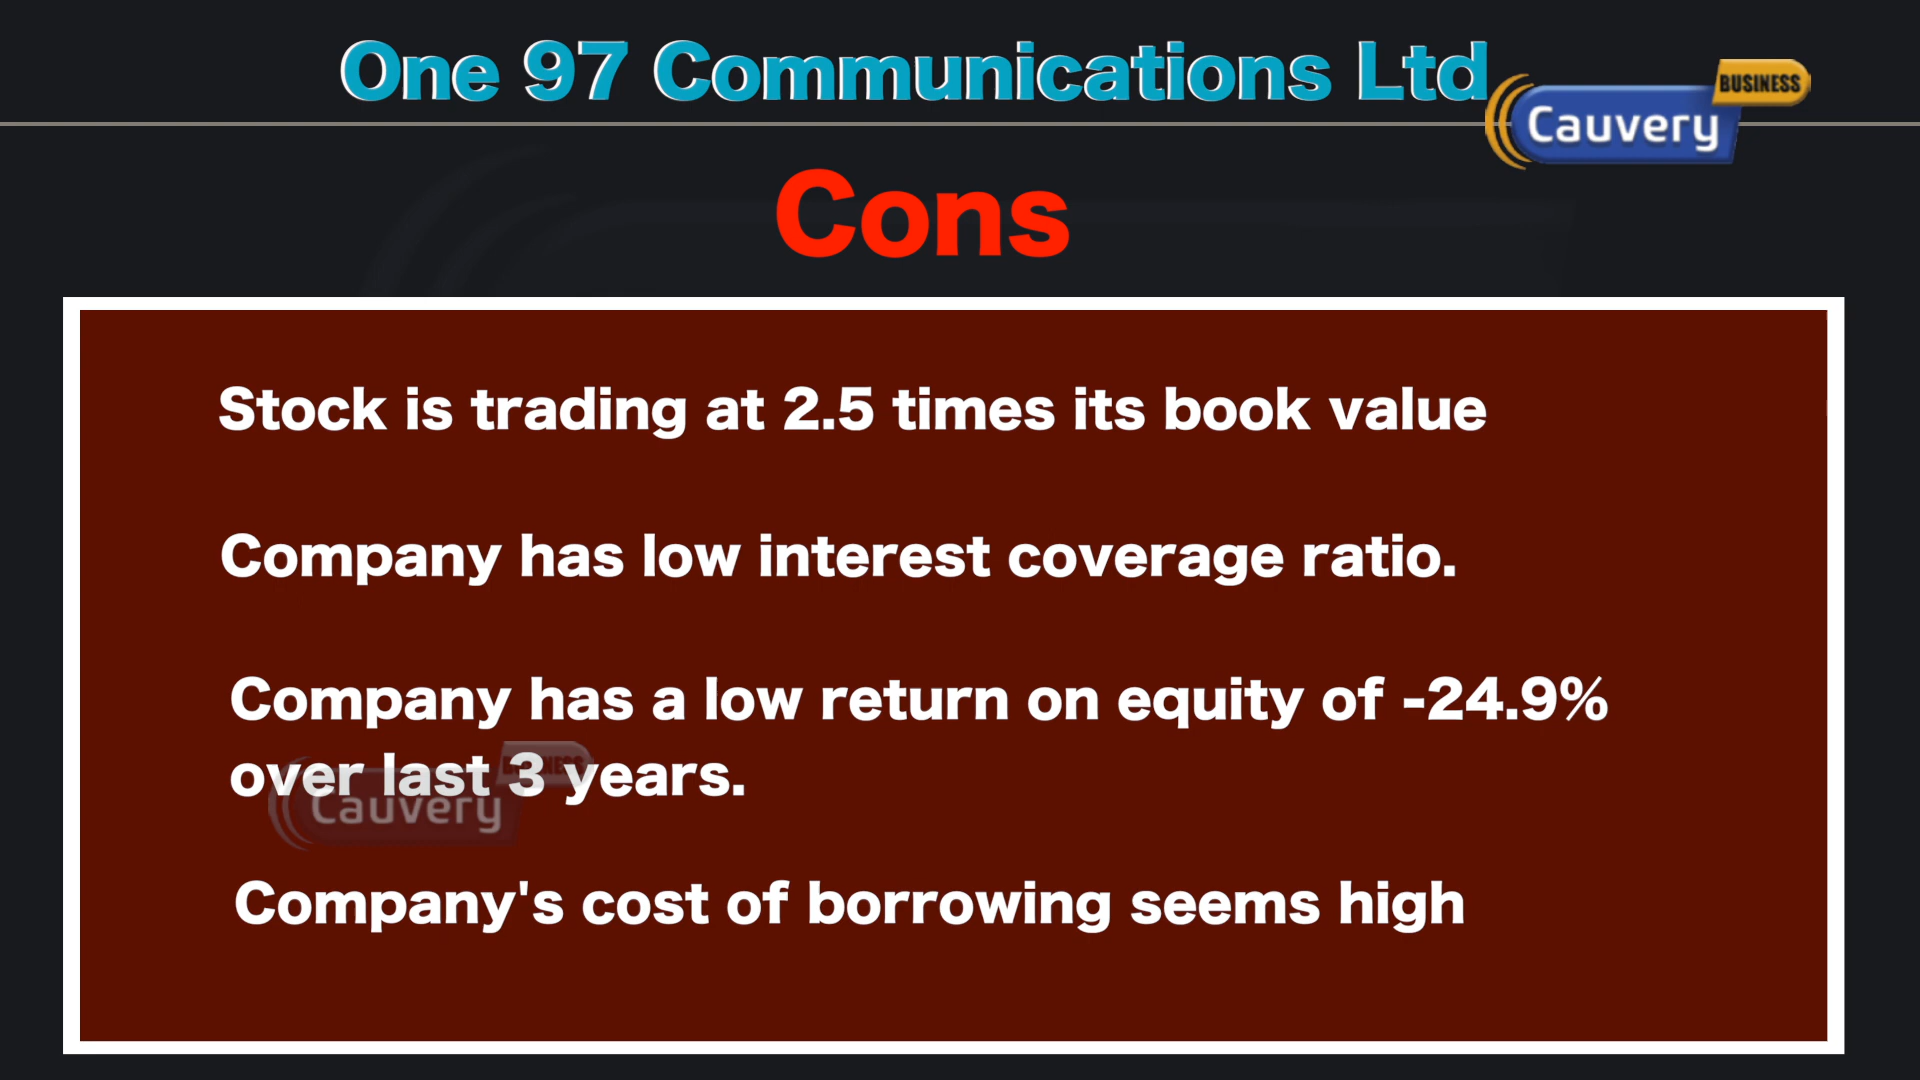 One 97 Communications Ltd
BUSINESS
Cauvery
Cons
Stock is trading at 2.5 times its book value
Company has low interest coverage ratio.
Company has a low return on equity of -24.9%
over last 3 years.
BUSINESS
Cauvery
Company's cost of borrowing seems high